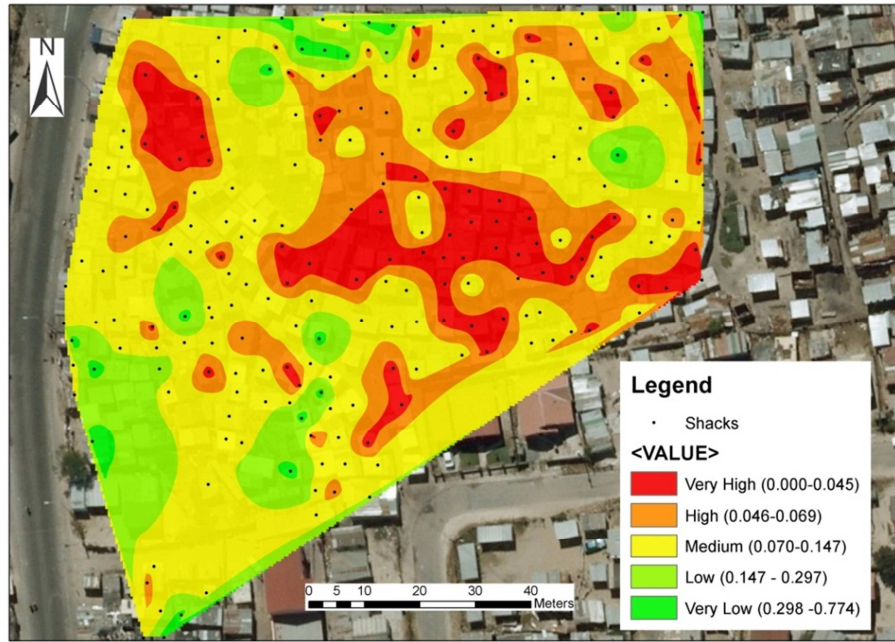 N
Legend
Shacks
<VALUE>
Very High (0.000-0.045)
High (0.046-0.069)
Medium (0.070-0.147)
Low (0.147 - 0.297)
Very Low (0.298 -0.774)
0 5 10 20 30 40
Meters